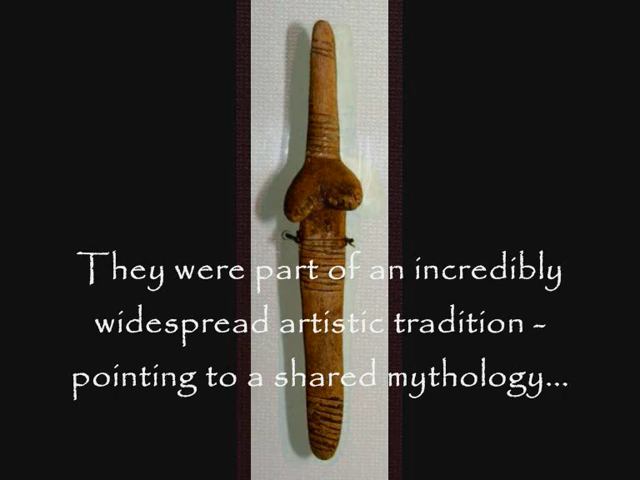 They were part of an incredibly
widespread artistic tradition -
pointing to a shared mythology...